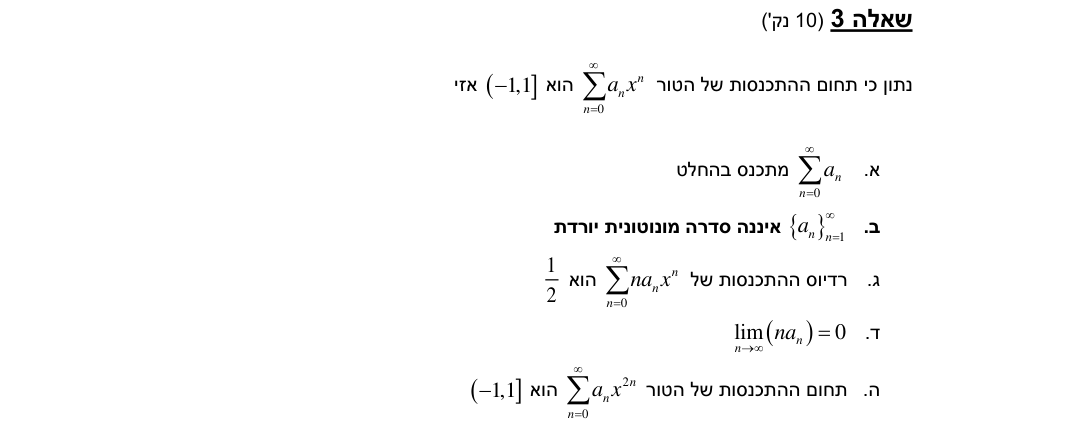 שאלה 3 (10 נק')
נתון כי תחום ההתכנסות של הטור $\sum_{n=0}^{\infty} a_n x^n$ הוא $(-1,1]$ אזי
א. $\sum_{n=0}^{\infty} a_n$ מתכנס בהחלט
ב. $\{a_n\}_{n=1}^{\infty}$ איננה סדרה מונוטונית יורדת
ג. רדיוס ההתכנסות של $\sum_{n=0}^{\infty} na_n x^n$ הוא $\frac{1}{2}$
ד. $\lim_{n\to\infty}(na_n)=0$
ה. תחום ההתכנסות של הטור $\sum_{n=0}^{\infty} a_n x^{2n}$ הוא $(-1,1]$